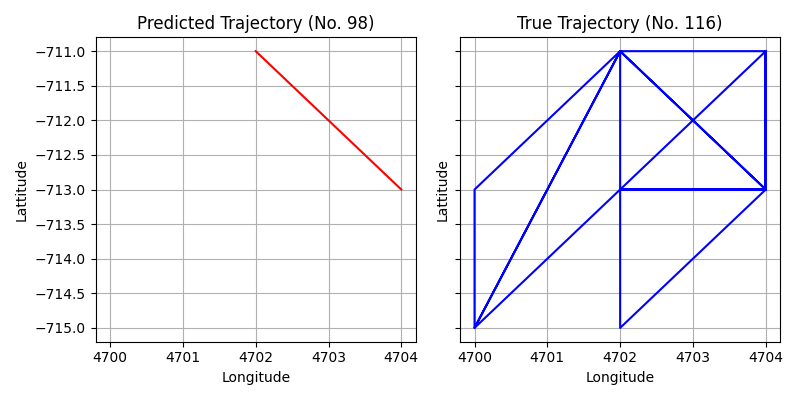 Predicted Trajectory (No. 98)
True Trajectory (No. 116)
Lattitude
−711.0
−711.5
−712.0
−712.5
−713.0
−713.5
−714.0
−714.5
−715.0
4700 4701 4702 4703 4704
Longitude
Lattitude
4700 4701 4702 4703 4704
Longitude